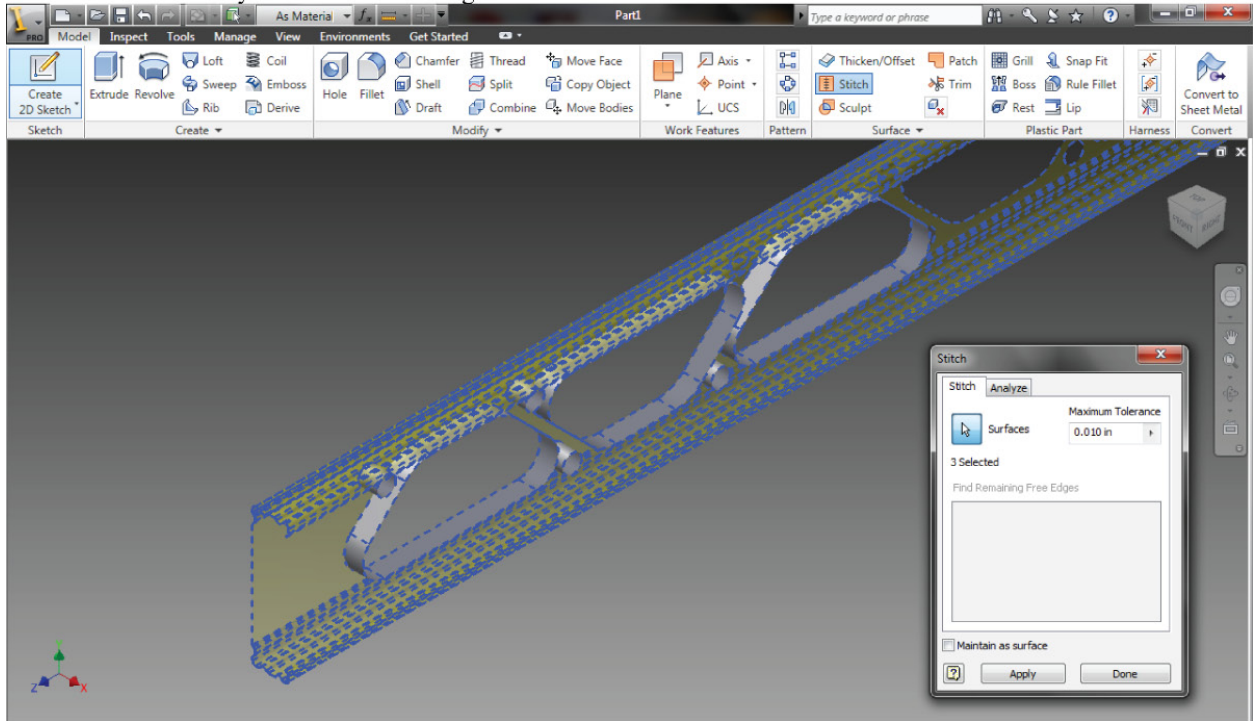 As Material
Part1
Type a keyword or phrase
PRO
Model Inspect Tools Manage View Environments Get Started
Create
2D Sketch
Sketch
Extrude Revolve
Loft Coil
Sweep Emboss
Rib Derive
Create
Hole Fillet
Chamfer Thread Move Face
Shell Split Copy Object
Draft Combine Move Bodies
Modify
Plane
Axis
Point
UCS
Work Features
Pattern
Thicken/Offset Patch
Stitch Trim
Sculpt
Surface
Grill Snap Fit
Boss Rule Fillet
Rest Lip
Plastic Part
Harness
Convert to
Sheet Metal
Convert
TOP
FRONT RIGHT
Stitch
Stitch Analyze
Maximum Tolerance
Surfaces 0.010 in
3 Selected
Find Remaining Free Edges
Maintain as surface
Apply Done
Z X